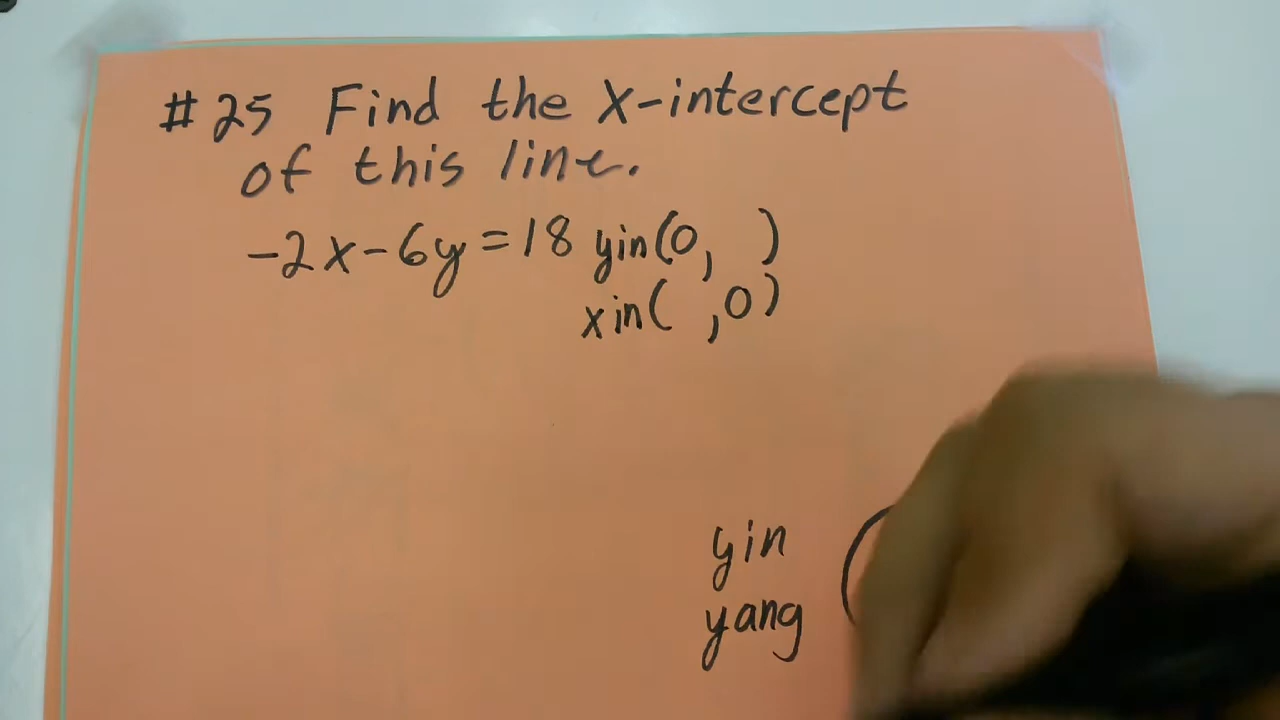 #25 Find the X-intercept
of this line.
-2x-6y=18 yin(0, )
xin( ,0)
yin
yang